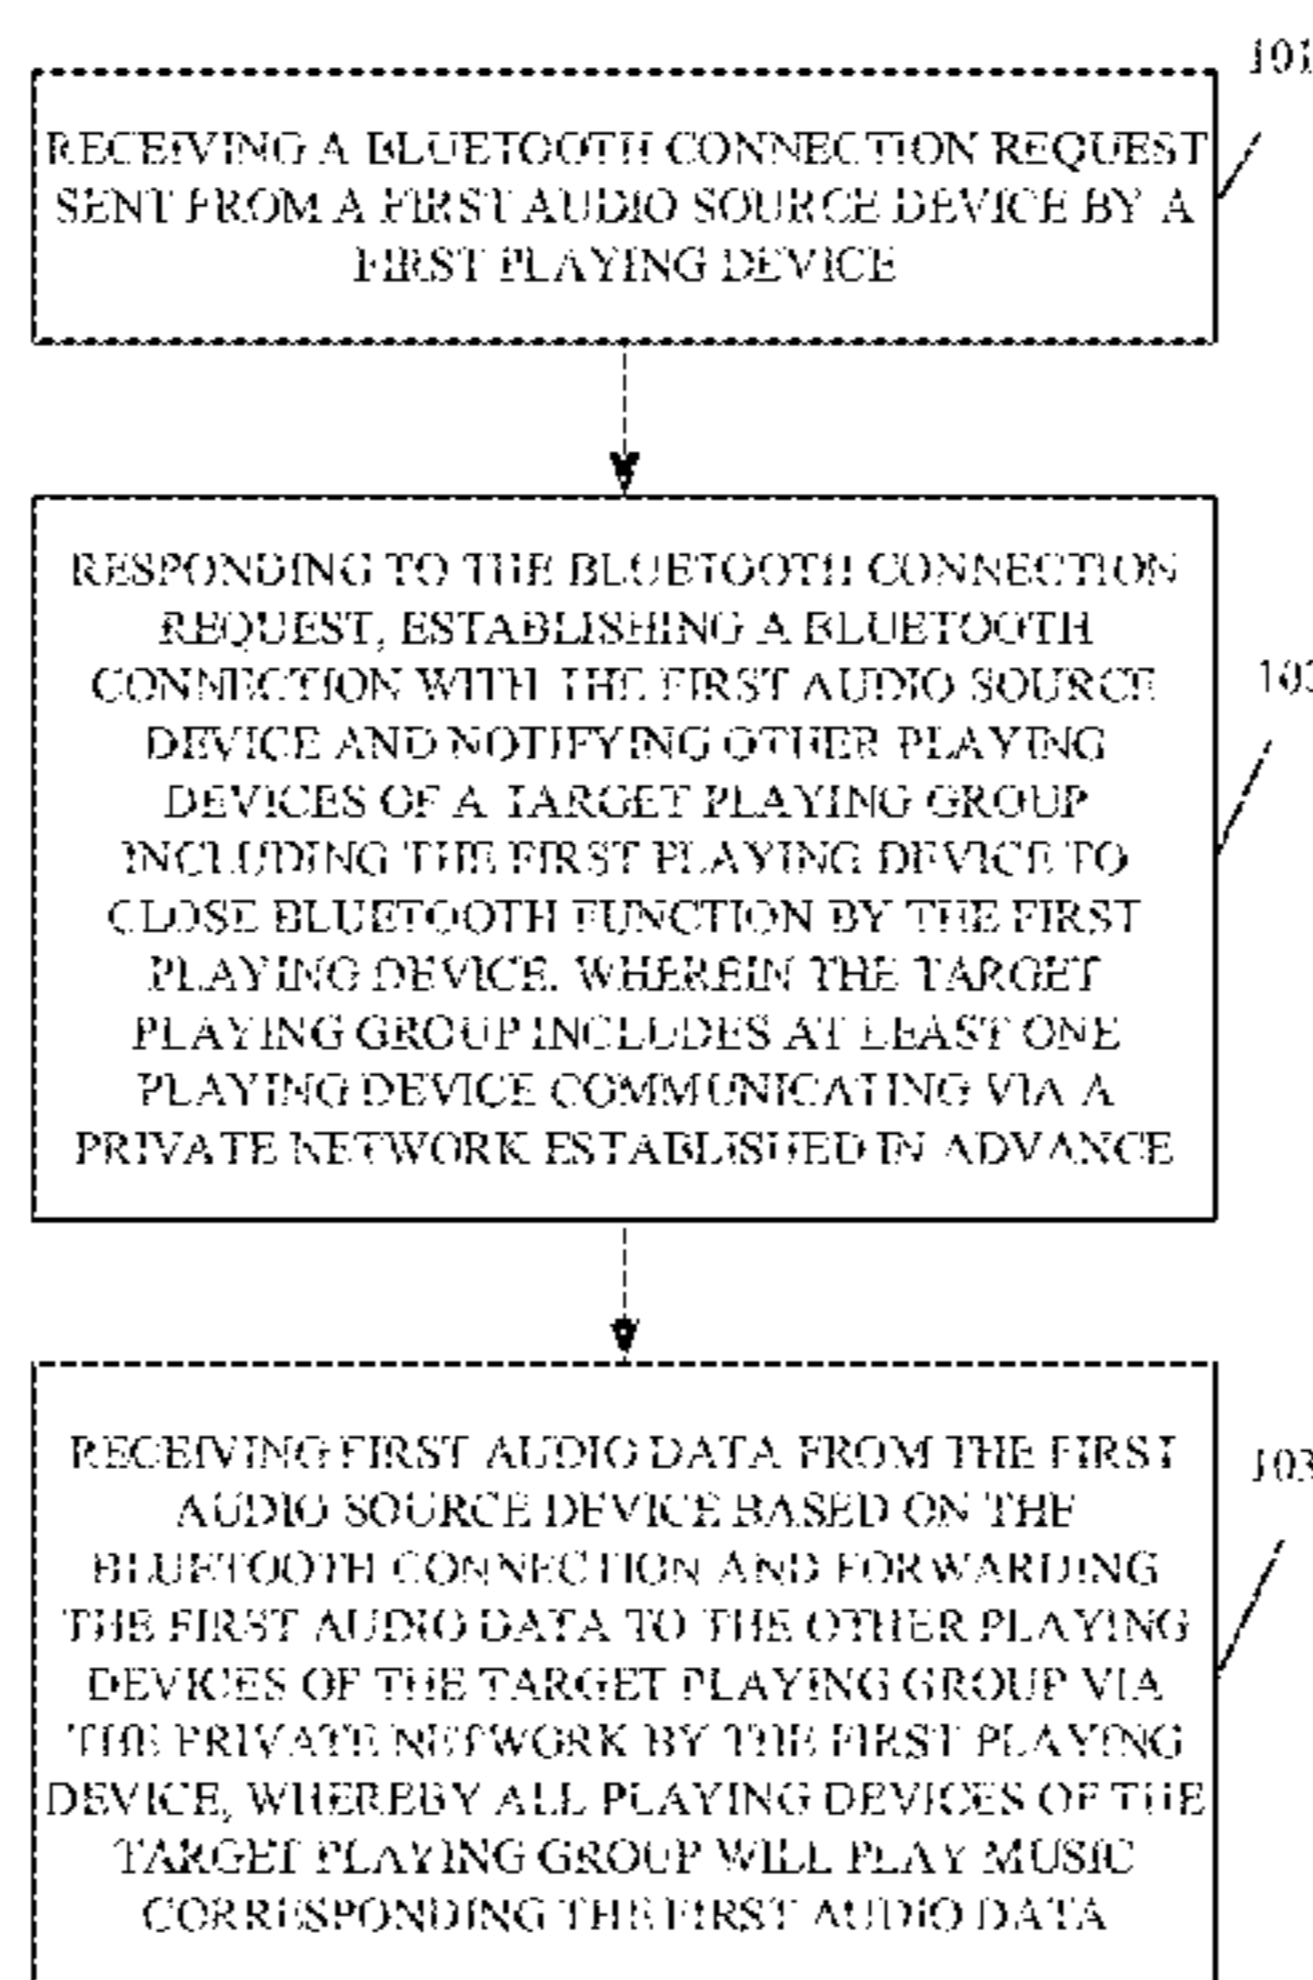 101
RECEIVING A BLUETOOTH CONNECTION REQUEST
SENT FROM A FIRST AUDIO SOURCE DEVICE BY A
FIRST PLAYING DEVICE
RESPONDING TO THE BLUETOOTH CONNECTION
REQUEST, ESTABLISHING A BLUETOOTH
CONNECTION WITH THE FIRST AUDIO SOURCE
DEVICE AND NOTIFYING OTHER PLAYING
DEVICES OF A TARGET PLAYING GROUP
INCLUDING THE FIRST PLAYING DEVICE TO
CLOSE BLUETOOTH FUNCTION BY THE FIRST
PLAYING DEVICE. WHEREIN THE TARGET
PLAYING GROUP INCLUDES AT LEAST ONE
PLAYING DEVICE COMMUNICATING VIA A
PRIVATE NETWORK ESTABLISHED IN ADVANCE
RECEIVING FIRST AUDIO DATA FROM THE FIRST
AUDIO SOURCE DEVICE BASED ON THE
BLUETOOTH CONNECTION AND FORWARDING
THE FIRST AUDIO DATA TO THE OTHER PLAYING
DEVICES OF THE TARGET PLAYING GROUP VIA
THE PRIVATE NETWORK BY THE FIRST PLAYING
DEVICE, WHEREBY ALL PLAYING DEVICES OF THE
TARGET PLAYING GROUP WILL PLAY MUSIC
CORRESPONDING THE FIRST AUDIO DATA
103